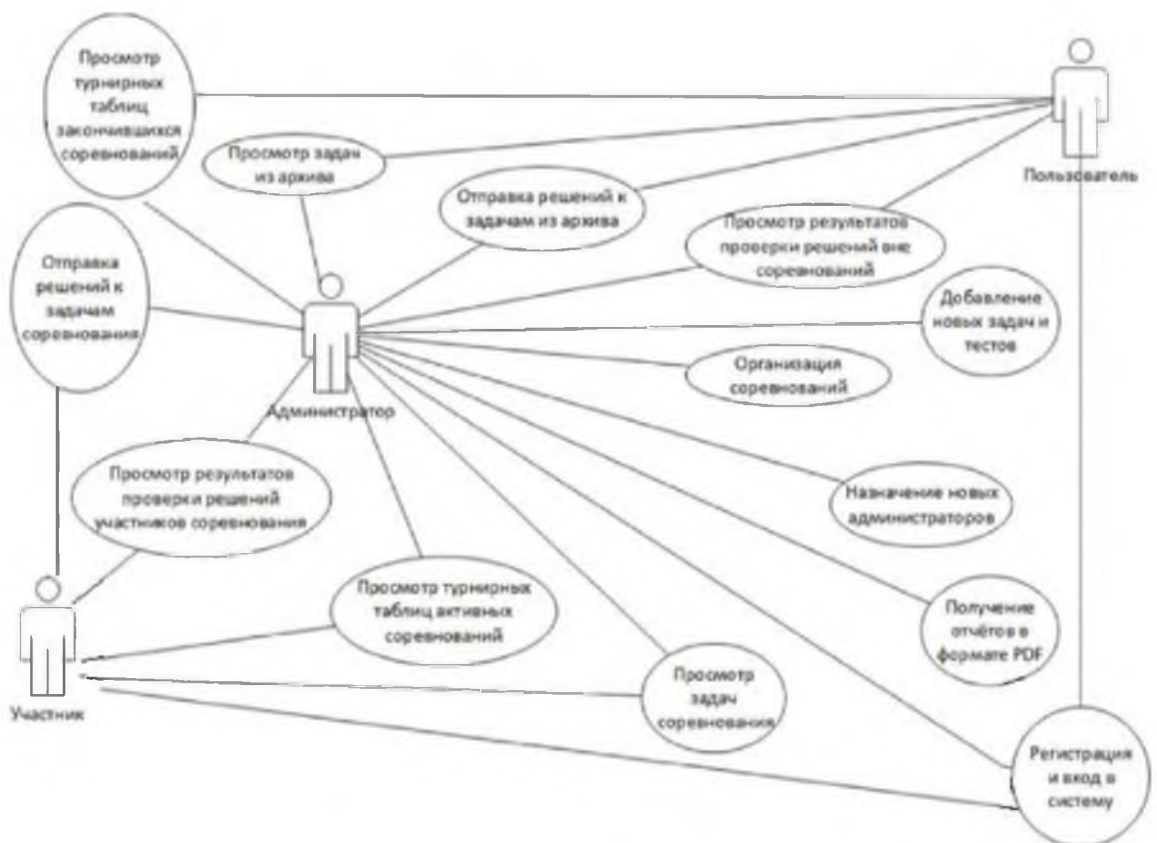 Просмотр
турнирных
таблиц
закончившихся
соревнований
Просмотр задач
из архива
Отправка решений к
задачам из архива
Просмотр результатов
проверки решений вне
соревнований
Пользователь
Отправка
решений к
задачам
соревнования
Администратор
Добавление
новых задач и
тестов
Организация
соревнований
Просмотр результатов
проверки решений
участников соревнования
Назначение новых
администраторов
Просмотр турнирных
таблиц активных
соревнований
Получение
отчётов в
формате PDF
Участник
Просмотр
задач
соревнования
Регистрация
и вход в
систему